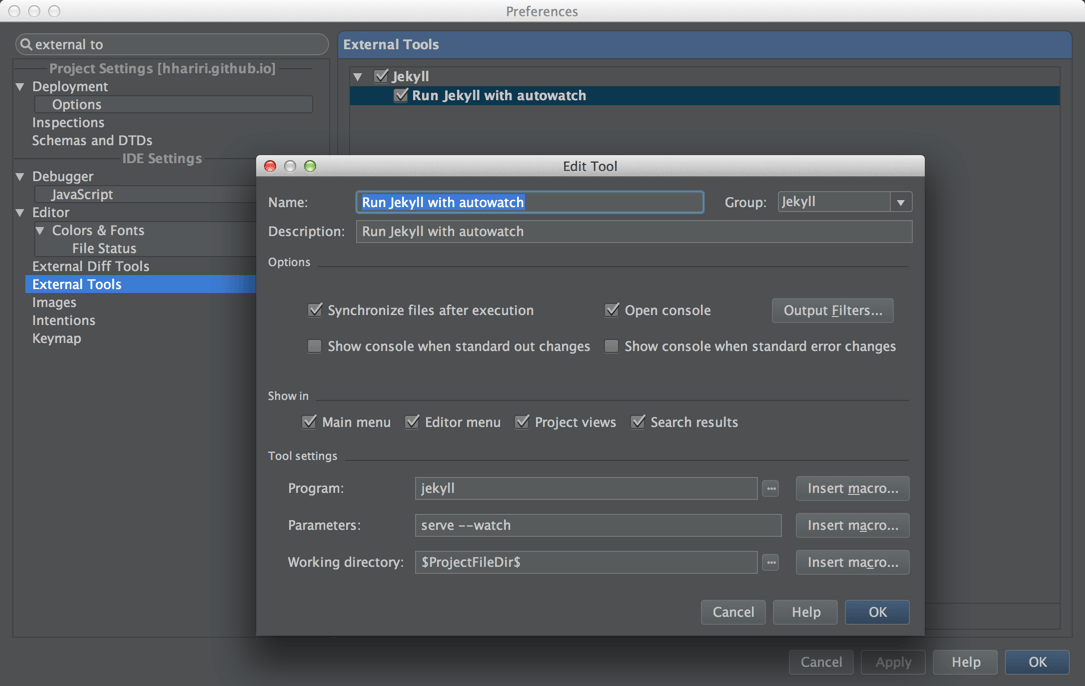 Preferences
external to
External Tools
Project Settings [hhariri.github.io]
Deployment
Options
Inspections
Schemas and DTDs
IDE Settings
Debugger
JavaScript
Editor
Colors & Fonts
File Status
External Diff Tools
External Tools
Images
Intentions
Keymap
Jekyll
Run Jekyll with autowatch
Edit Tool
Name: Run Jekyll with autowatch Group: Jekyll
Description: Run Jekyll with autowatch
Options
Synchronize files after execution Open console Output Filters...
Show console when standard out changes Show console when standard error changes
Show in
Main menu Editor menu Project views Search results
Tool settings
Program: jekyll ... Insert macro...
Parameters: serve --watch Insert macro...
Working directory: $ProjectFileDir$ ... Insert macro...
Cancel Help OK
Cancel Apply Help OK